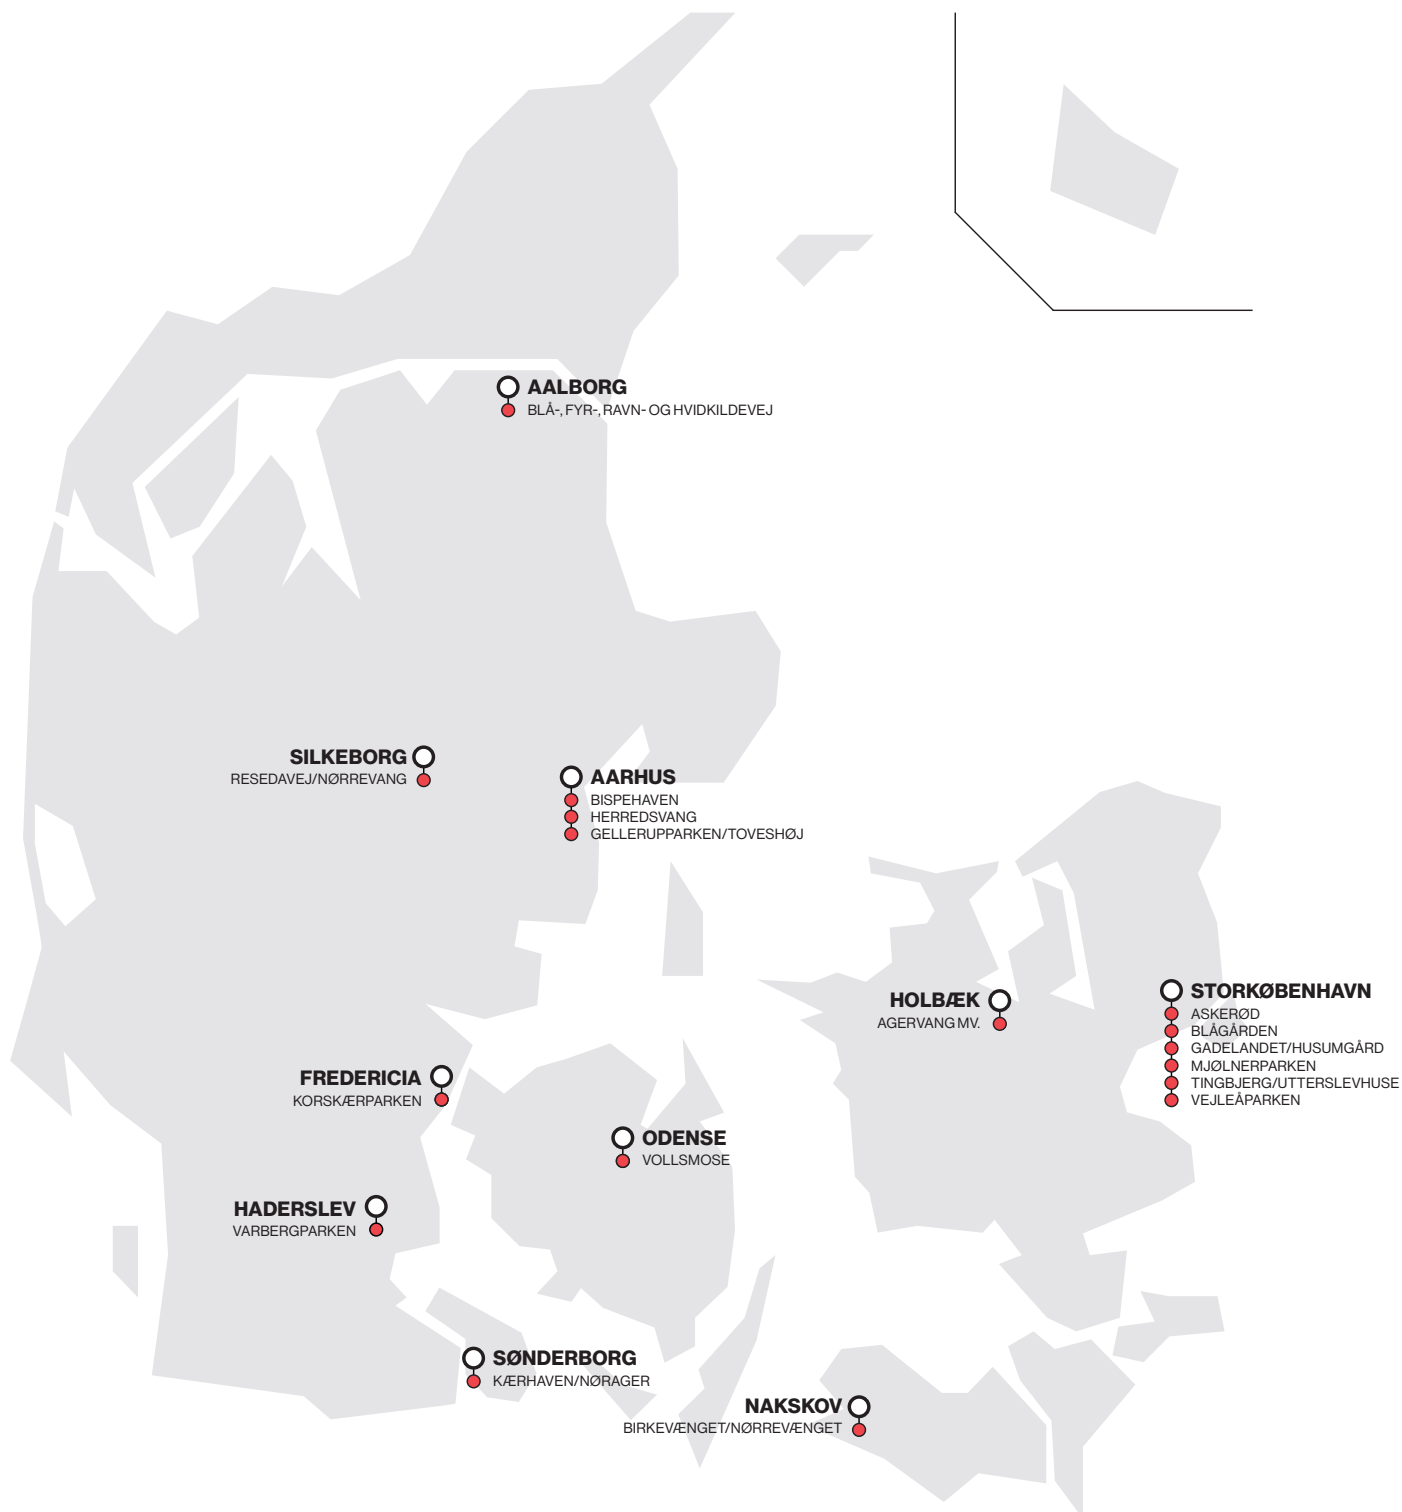 AALBORG
BLÅ-, FYR-, RAVN- OG HVIDKILDEVEJ
SILKEBORG
RESEDAVEJ/NØRREVANG
AARHUS
BISPEHAVEN
HERREDSVANG
GELLERUPPARKEN/TOVESHØJ
HOLBÆK
AGERVANG MV.
STORKØBENHAVN
ASKERØD
BLÅGÅRDEN
GADELANDET/HUSUMGÅRD
MJØLNERPARKEN
TINGBJERG/UTTERSLEVHUSE
VEJLEÅPARKEN
FREDERICIA
KORSKÆRPARKEN
ODENSE
VOLLSMOSE
HADERSLEV
VARBERGPARKEN
SØNDERBORG
KÆRHAVEN/NØRAGER
NAKSKOV
BIRKEVÆNGET/NØRREVÆNGET